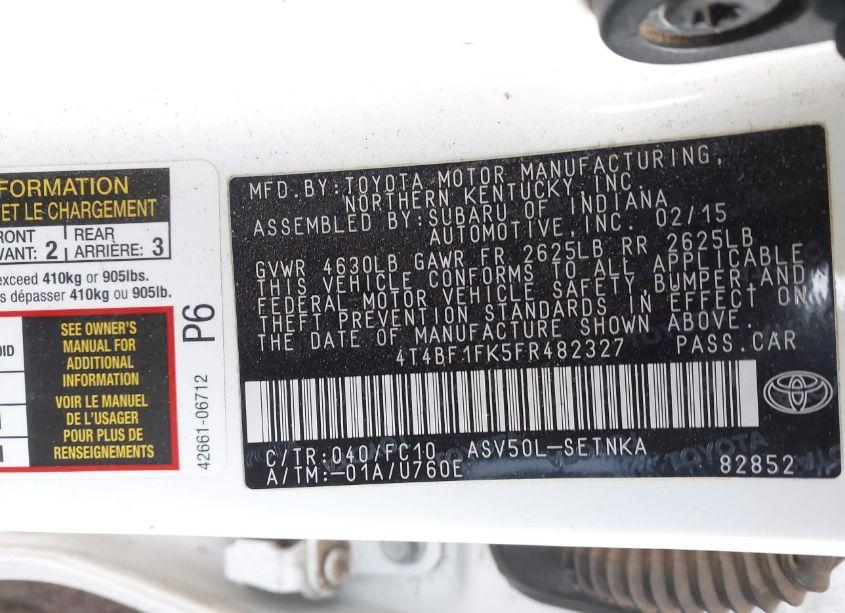 FORMATION
ET LE CHARGEMENT
FRONT
VANT: 2
REAR
ARRIÈRE: 3
exceed 410kg or 905lbs.
s dépasser 410kg ou 905lb.
SEE OWNER'S
MANUAL FOR
ADDITIONAL
INFORMATION
VOIR LE MANUEL
DE L'USAGER
POUR PLUS DE
RENSEIGNEMENTS
P6
42661-06712
MFD.BY:TOYOTA MOTOR MANUFACTURING,
NORTHERN KENTUCKY, INC.
ASSEMBLED BY:SUBARU OF INDIANA
AUTOMOTIVE, INC. 02/15
GVWR 4630LB GAWR FR 2625LB RR 2625LB
THIS VEHICLE CONFORMS TO ALL APPLICABLE
FEDERAL MOTOR VEHICLE SAFETY,BUMPER,AND
THEFT PREVENTION STANDARDS IN EFFECT ON
THE DATE OF MANUFACTURE SHOWN ABOVE.
4T4BF1FK5FR482327 PASS.CAR
C/TR:040/FC10 ASV50L-SETNKA
A/TM:-01A/U760E 82852